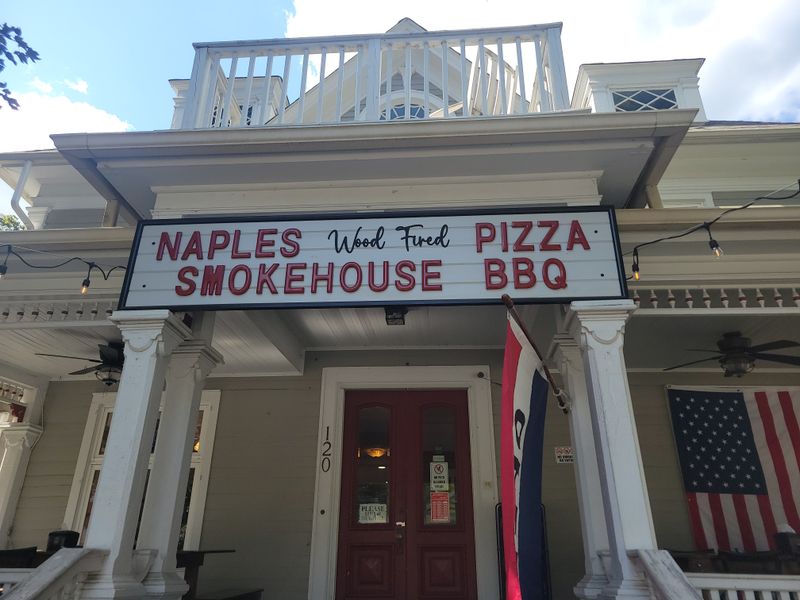 NAPLES Wood Fired PIZZA
SMOKEHOUSE BBQ
120
PLEASE